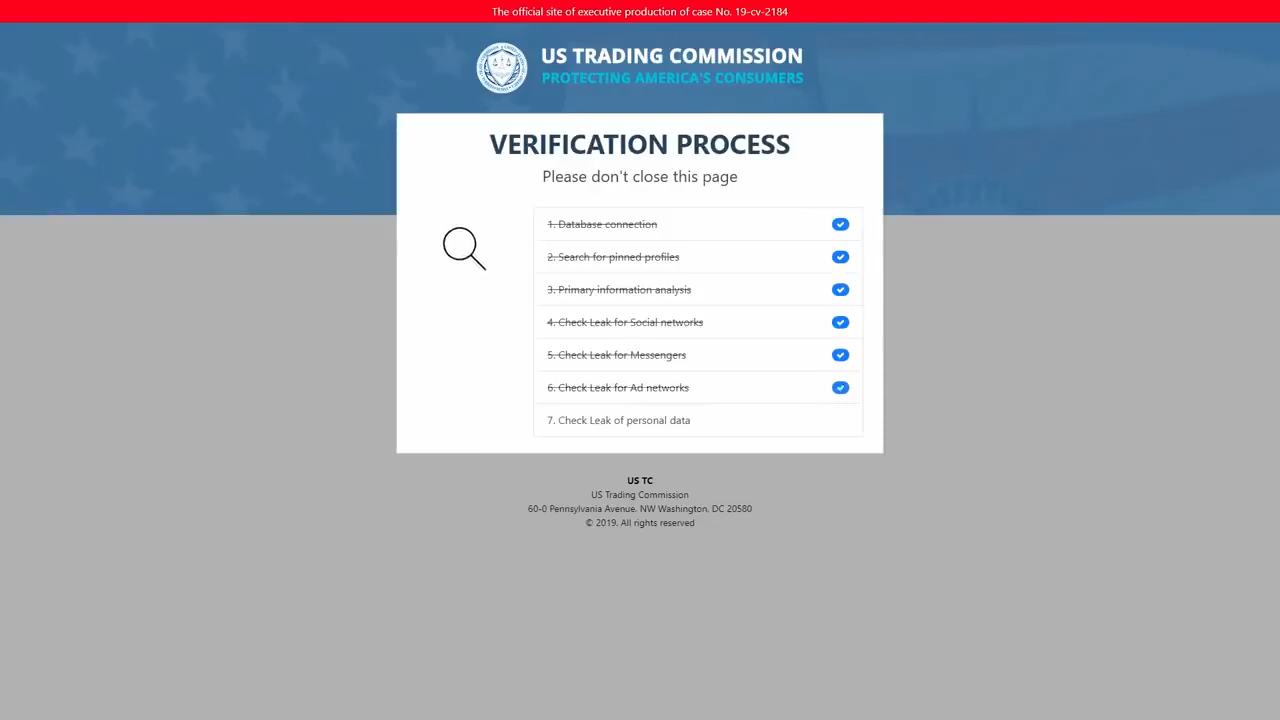 The official site of executive production of case No. 19-cv-2184
US TRADING COMMISSION
PROTECTING AMERICA'S CONSUMERS
VERIFICATION PROCESS
Please don't close this page
1. Database connection
2. Search for pinned profiles
3. Primary information analysis
4. Check Leak for Social networks
5. Check Leak for Messengers
6. Check Leak for Ad networks
7. Check Leak of personal data
US TC
US Trading Commission
60-0 Pennsylvania Avenue. NW Washington, DC 20580
© 2019. All rights reserved